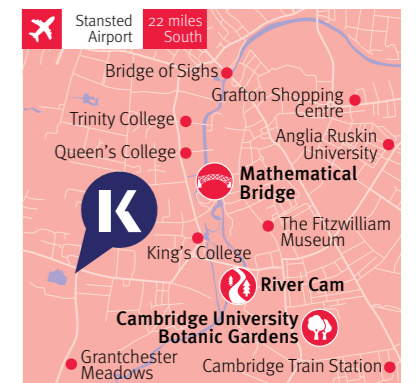 Stansted
Airport
22 miles
South
Bridge of Sighs
Grafton Shopping
Centre
Trinity College
Anglia Ruskin
University
Queen's College
Mathematical
Bridge
K
The Fitzwilliam
Museum
King's College
River Cam
Cambridge University
Botanic Gardens
Grantchester
Meadows
Cambridge Train Station